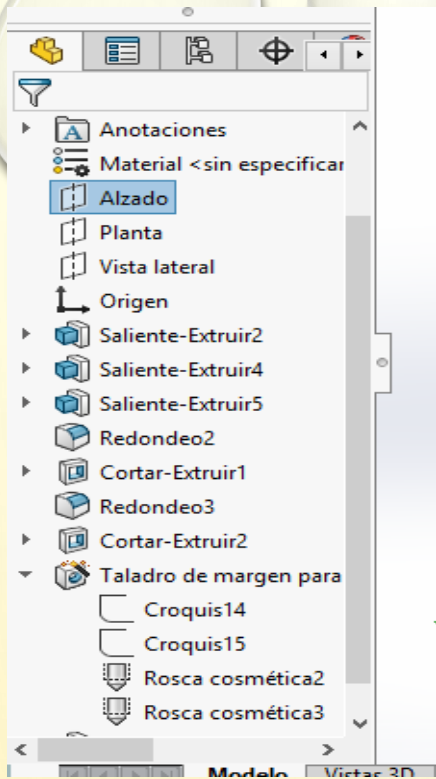 Anotaciones
Material <sin especificar
Alzado
Planta
Vista lateral
Origen
Saliente-Extruir2
Saliente-Extruir4
Saliente-Extruir5
Redondeo2
Cortar-Extruir1
Redondeo3
Cortar-Extruir2
Taladro de margen para
Croquis14
Croquis15
Rosca cosmética2
Rosca cosmética3
Modelo Vistas 3D